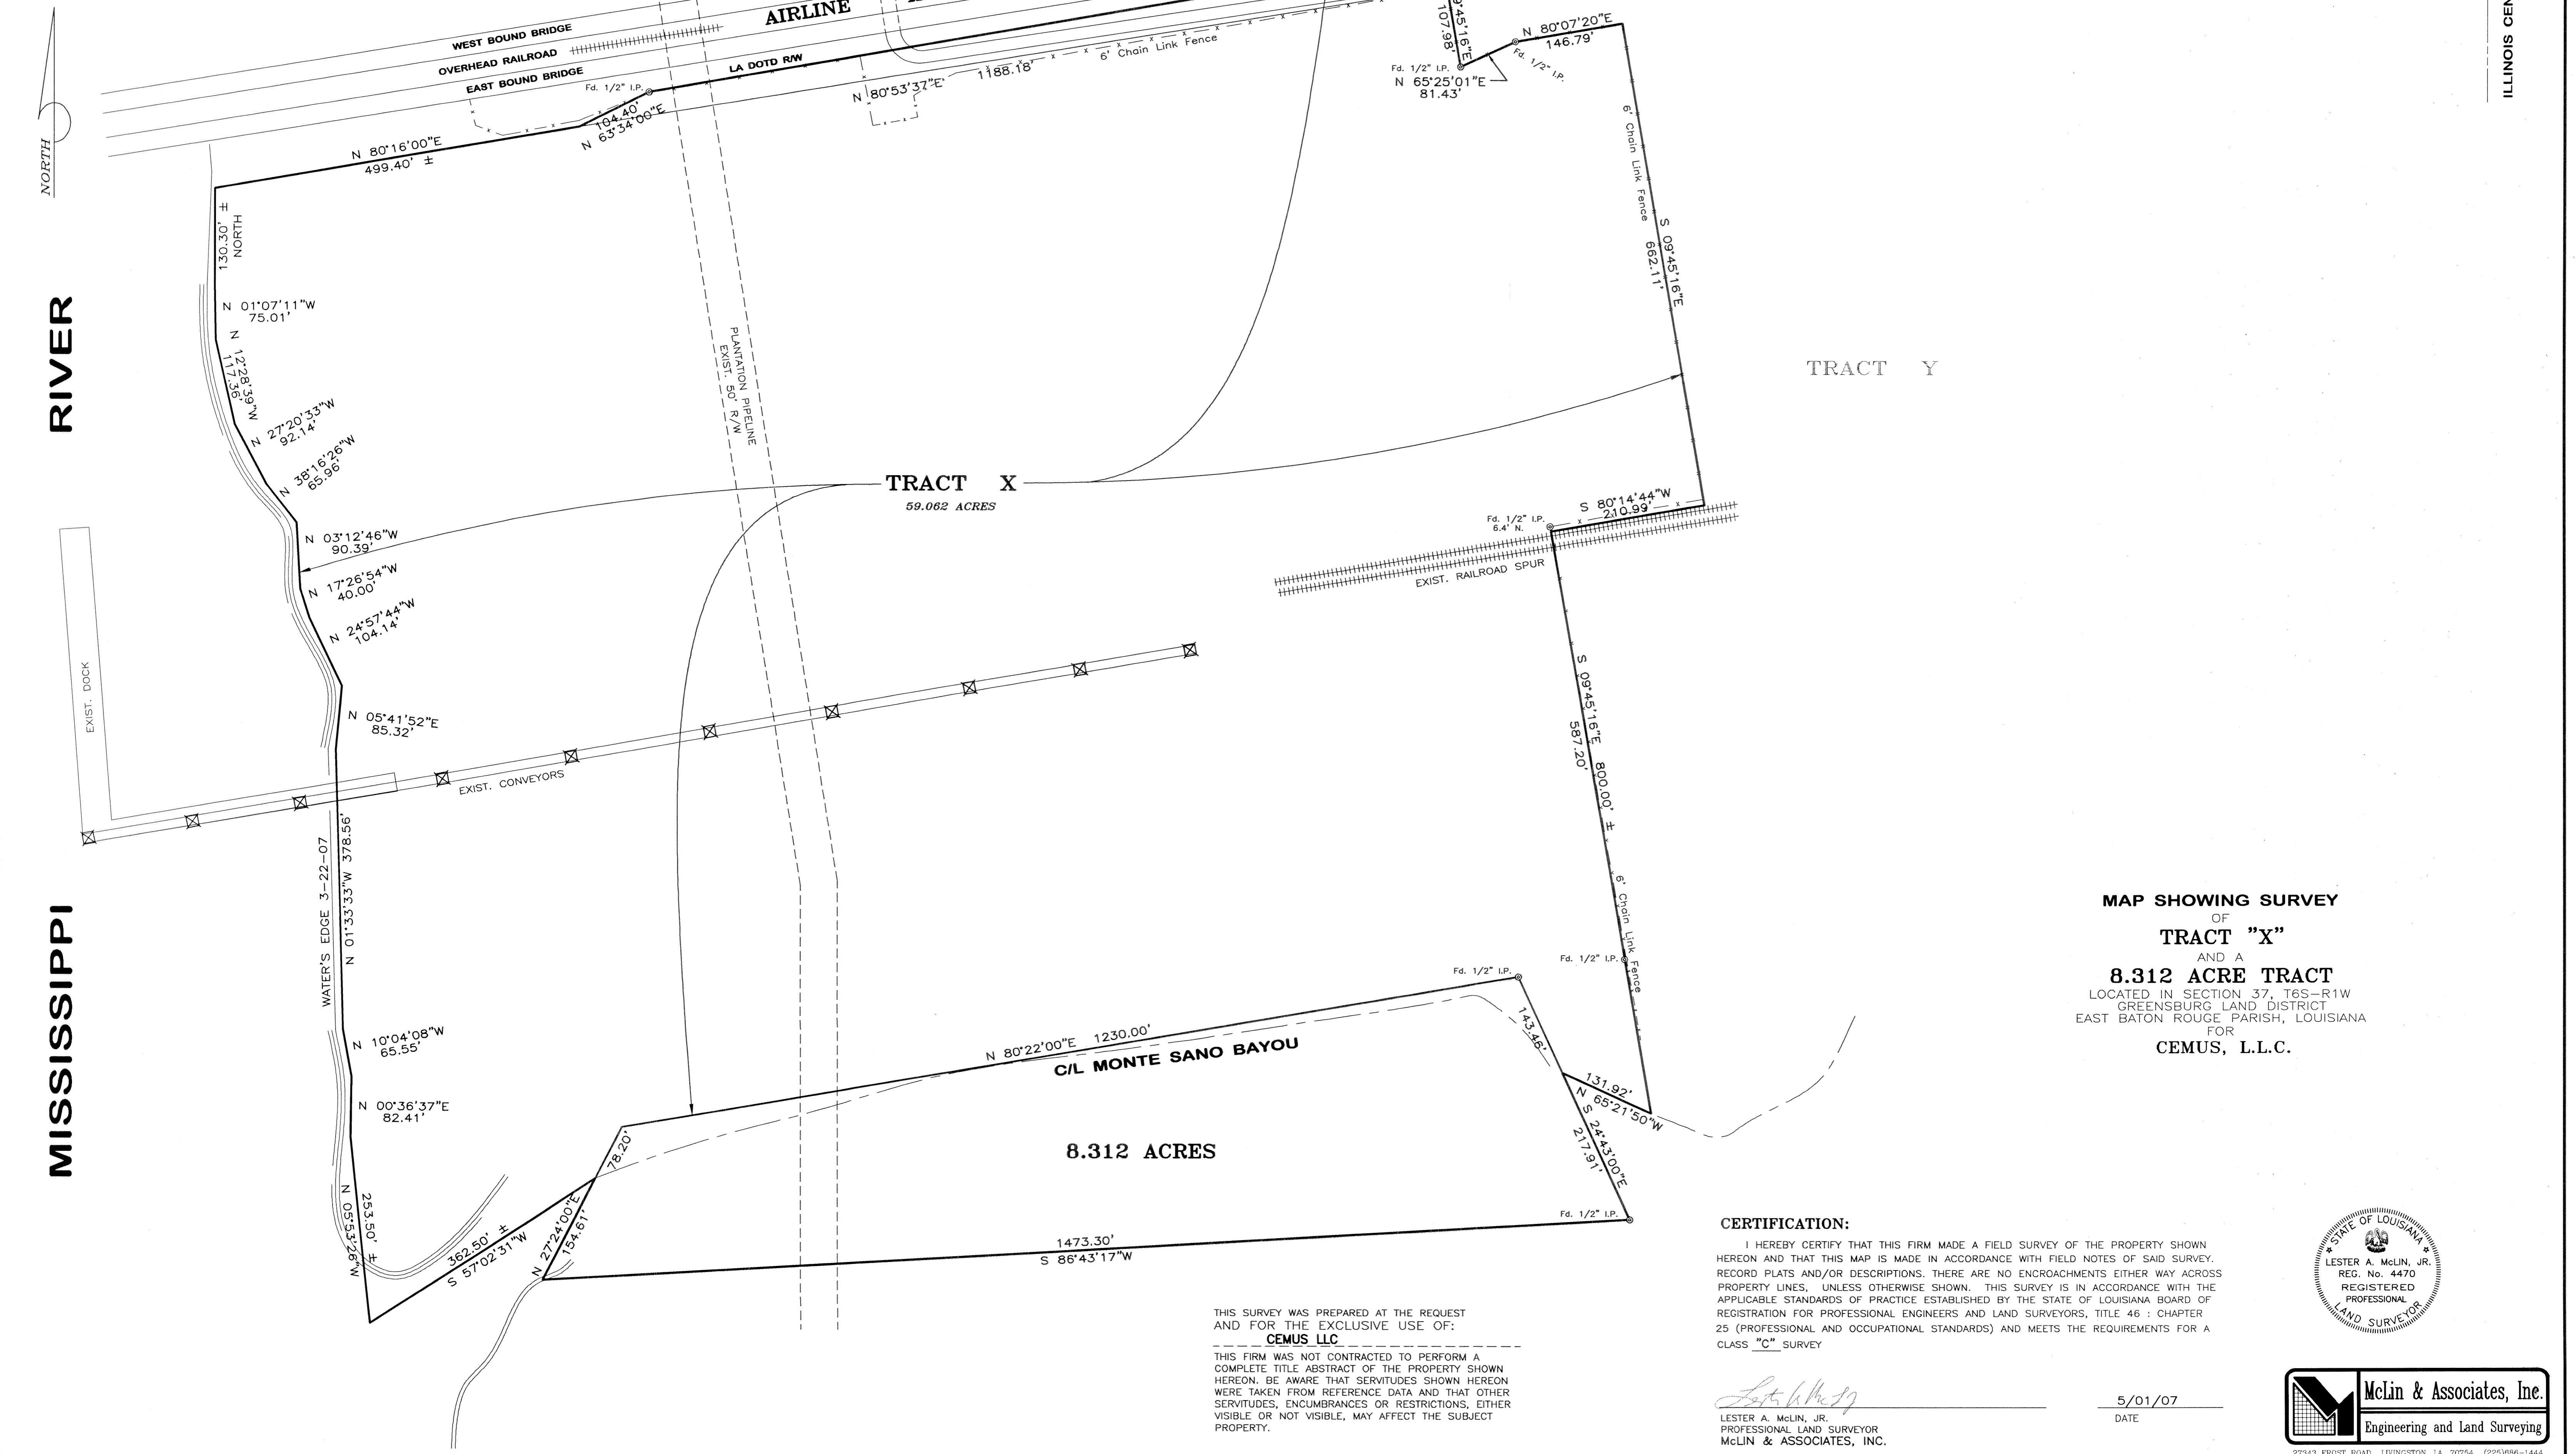 WEST BOUND BRIDGE
OVERHEAD RAILROAD
EAST BOUND BRIDGE
AIRLINE
LA DOTD R/W
Fd. 1/2" I.P.
104.40'
N 63°34'00"E
N 80°16'00"E
499.40' ±
N 80°53'37"E
1188.18'
6' Chain Link Fence
9°45'16"E
107.98'
Fd. 1/2" I.P.
N 65°25'01"E
81.43'
N 80°07'20"E
146.79'
Fd. 1/2" I.P.
ILLINOIS CEN
NORTH
RIVER
MISSISSIPPI
130.30' ±
NORTH
N 01°07'11"W
75.01'
N 12°28'39"W
117.36'
N 27°20'33"W
92.14'
N 38°16'26"W
65.96'
N 03°12'46"W
90.39'
N 17°26'54"W
40.00'
N 24°57'44"W
104.14'
N 05°41'52"E
85.32'
EXIST. DOCK
EXIST. CONVEYORS
WATER'S EDGE 3-22-07
N 01°33'33"W 378.56'
N 10°04'08"W
65.55'
N 00°36'37"E
82.41'
N 05°53'26"W
253.50' ±
362.50' ±
S 57°02'31"W
PLANTATION PIPELINE
EXIST. 50' R/W
TRACT X
59.062 ACRES
6' Chain Link Fence
S 09°45'16"E
662.11'
TRACT Y
S 80°14'44"W
210.99'
Fd. 1/2" I.P.
6.4' N.
EXIST. RAILROAD SPUR
S 09°45'16"E 800.00' ±
587.20'
6' Chain Link Fence
Fd. 1/2" I.P.
Fd. 1/2" I.P.
143.46'
131.92'
N 65°21'50"W
S 24°43'00"E
217.91'
N 80°22'00"E 1230.00'
C/L MONTE SANO BAYOU
8.312 ACRES
78.20'
N 27°24'00"E
154.61'
Fd. 1/2" I.P.
1473.30'
S 86°43'17"W
MAP SHOWING SURVEY
OF
TRACT "X"
AND A
8.312 ACRE TRACT
LOCATED IN SECTION 37, T6S-R1W
GREENSBURG LAND DISTRICT
EAST BATON ROUGE PARISH, LOUISIANA
FOR
CEMUS, L.L.C.
THIS SURVEY WAS PREPARED AT THE REQUEST
AND FOR THE EXCLUSIVE USE OF:
CEMUS LLC
THIS FIRM WAS NOT CONTRACTED TO PERFORM A
COMPLETE TITLE ABSTRACT OF THE PROPERTY SHOWN
HEREON. BE AWARE THAT SERVITUDES SHOWN HEREON
WERE TAKEN FROM REFERENCE DATA AND THAT OTHER
SERVITUDES, ENCUMBRANCES OR RESTRICTIONS, EITHER
VISIBLE OR NOT VISIBLE, MAY AFFECT THE SUBJECT
PROPERTY.
CERTIFICATION:
I HEREBY CERTIFY THAT THIS FIRM MADE A FIELD SURVEY OF THE PROPERTY SHOWN
HEREON AND THAT THIS MAP IS MADE IN ACCORDANCE WITH FIELD NOTES OF SAID SURVEY.
RECORD PLATS AND/OR DESCRIPTIONS. THERE ARE NO ENCROACHMENTS EITHER WAY ACROSS
PROPERTY LINES, UNLESS OTHERWISE SHOWN. THIS SURVEY IS IN ACCORDANCE WITH THE
APPLICABLE STANDARDS OF PRACTICE ESTABLISHED BY THE STATE OF LOUISIANA BOARD OF
REGISTRATION FOR PROFESSIONAL ENGINEERS AND LAND SURVEYORS, TITLE 46 : CHAPTER
25 (PROFESSIONAL AND OCCUPATIONAL STANDARDS) AND MEETS THE REQUIREMENTS FOR A
CLASS "C" SURVEY
LESTER A. McLIN, JR.
PROFESSIONAL LAND SURVEYOR
McLIN & ASSOCIATES, INC.
5/01/07
DATE
STATE OF LOUISIANA
LESTER A. McLIN, JR.
REG. No. 4470
REGISTERED
PROFESSIONAL
LAND SURVEYOR
McLin & Associates, Inc.
Engineering and Land Surveying
27343 FROST ROAD, LIVINGSTON, LA. 70754 (225)686-1444